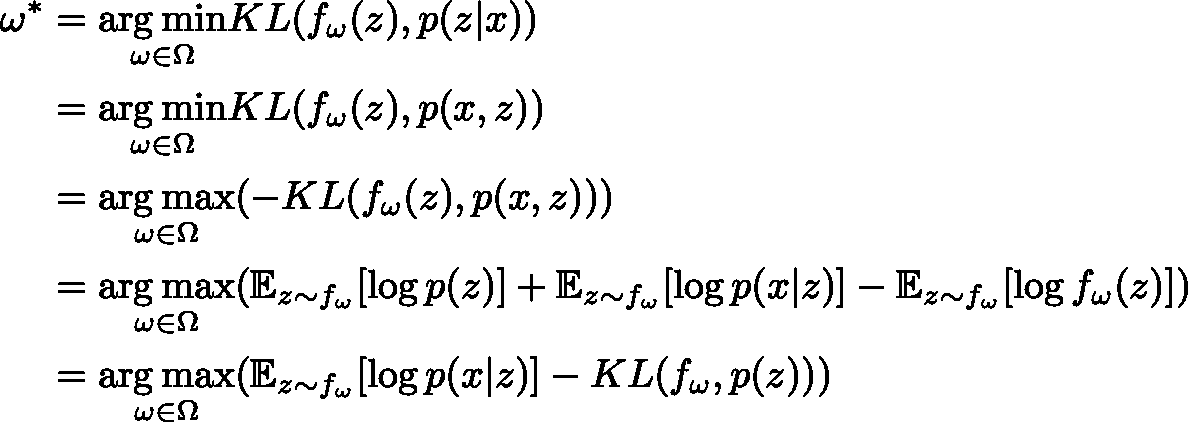 ω* = arg min_{ω∈Ω} KL(f_ω(z), p(z|x))
= arg min_{ω∈Ω} KL(f_ω(z), p(x, z))
= arg max_{ω∈Ω} (−KL(f_ω(z), p(x, z)))
= arg max_{ω∈Ω} (𝔼_{z∼f_ω}[log p(z)] + 𝔼_{z∼f_ω}[log p(x|z)] − 𝔼_{z∼f_ω}[log f_ω(z)])
= arg max_{ω∈Ω} (𝔼_{z∼f_ω}[log p(x|z)] − KL(f_ω, p(z)))